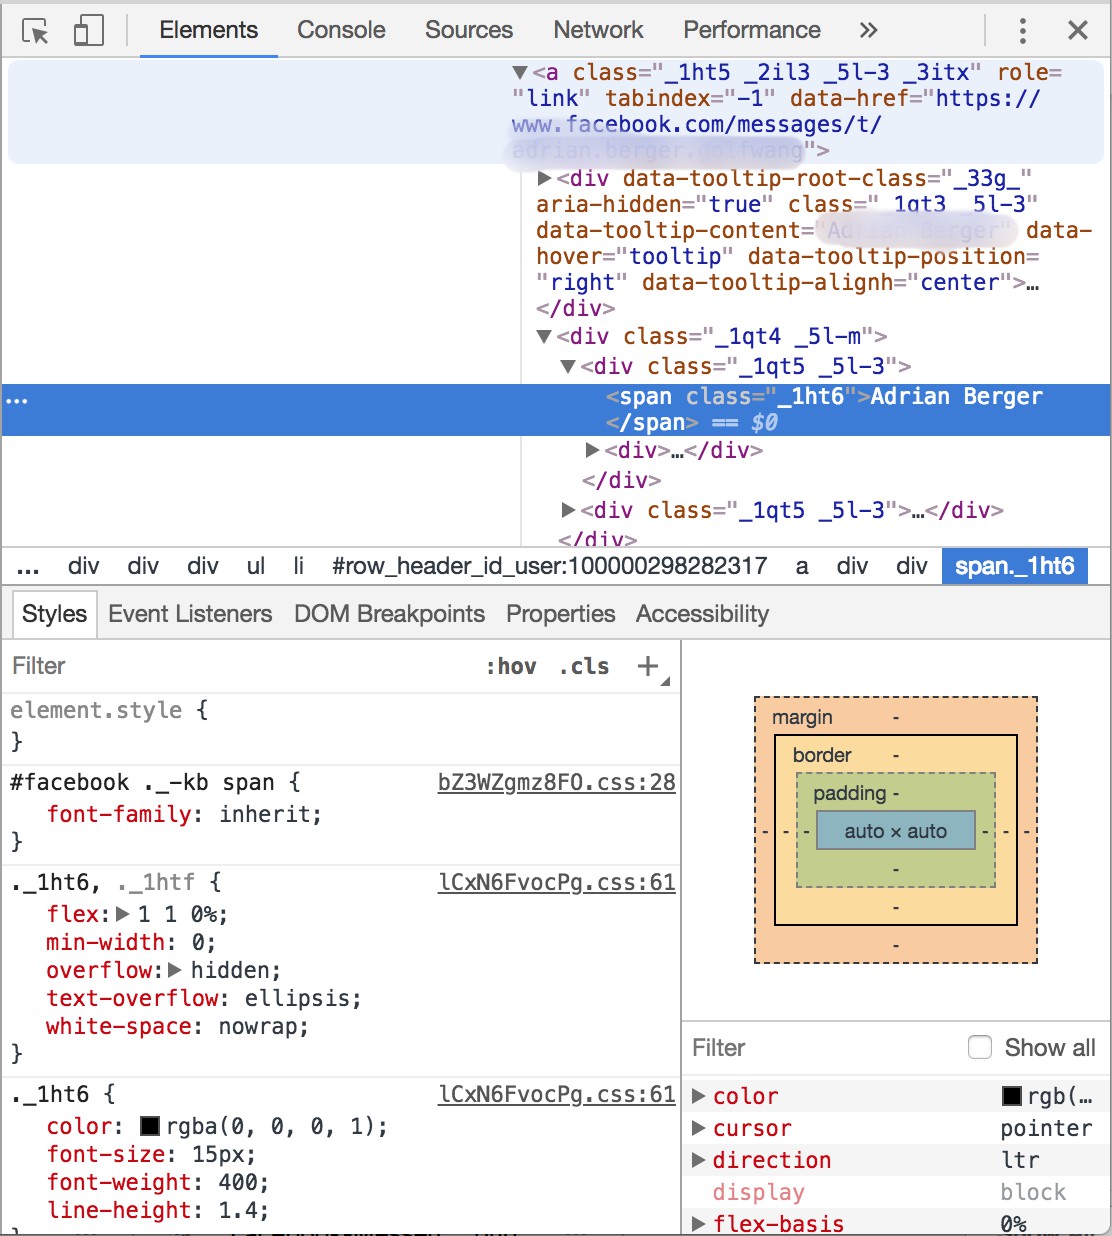 Elements Console Sources Network Performance »
▼<a class="_1ht5 _2il3 _5l-3 _3itx" role=
"link" tabindex="-1" data-href="https://
www.facebook.com/messages/t/
">
▶<div data-tooltip-root-class="_33g_"
aria-hidden="true" class="_1qt3 _5l-3"
data-tooltip-content=" data-
hover="tooltip" data-tooltip-position=
"right" data-tooltip-alignh="center">…
</div>
▼<div class="_1qt4 _5l-m">
▼<div class="_1qt5 _5l-3">
… <span class="_1ht6">Adrian Berger
</span> == $0
▶<div>…</div>
</div>
▶<div class="_1qt5 _5l-3">…</div>
</div>
… div div div ul li #row_header_id_user:100000298282317 a div div span._1ht6
Styles Event Listeners DOM Breakpoints Properties Accessibility
Filter :hov .cls +
element.style {
}
#facebook ._-kb span { bZ3WZgmz8FO.css:28
font-family: inherit;
}
._1ht6, ._1htf { lCxN6FvocPg.css:61
flex:▶1 1 0%;
min-width: 0;
overflow:▶hidden;
text-overflow: ellipsis;
white-space: nowrap;
}
._1ht6 { lCxN6FvocPg.css:61
color: rgba(0, 0, 0, 1);
font-size: 15px;
font-weight: 400;
line-height: 1.4;
margin -
border -
padding -
- - - auto × auto - - -
-
-
-
Filter Show all
▶color rgb(…
▶cursor pointer
▶direction ltr
display block
▶flex-basis 0%